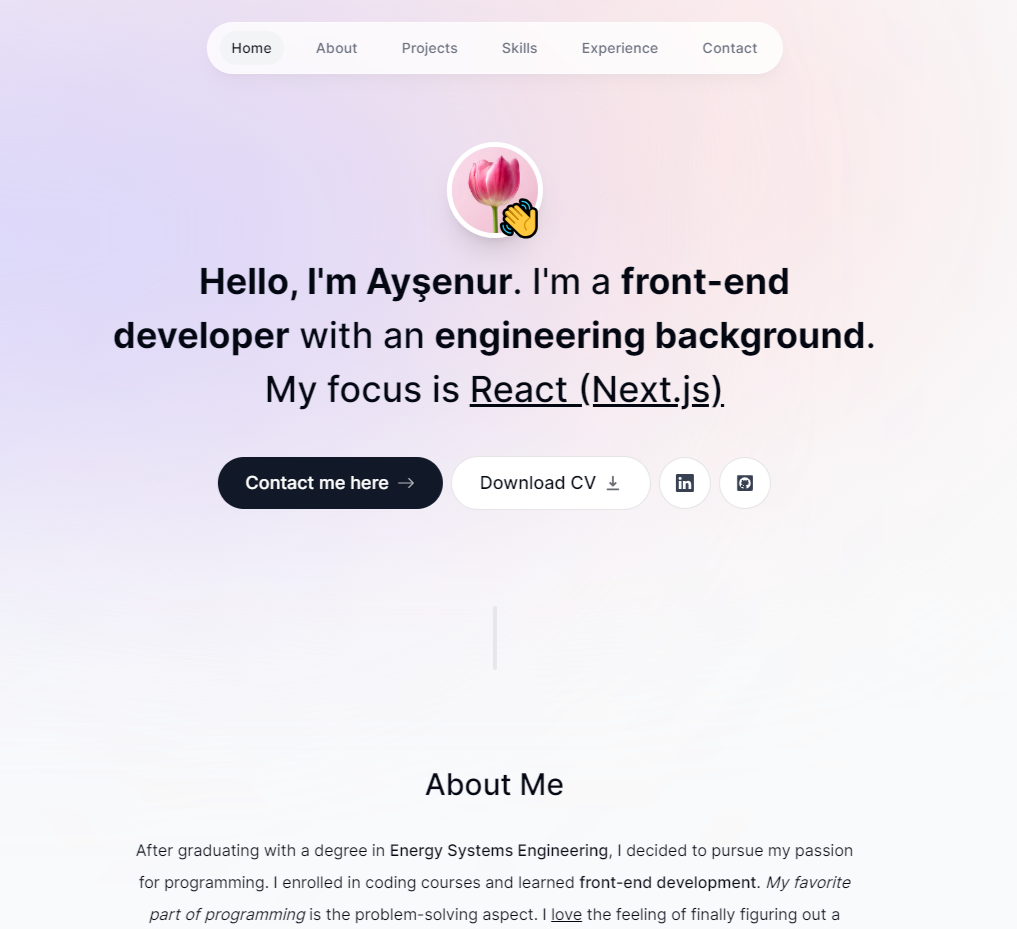 Home About Projects Skills Experience Contact
Hello, I'm Ayşenur. I'm a front-end
developer with an engineering background.
My focus is React (Next.js)
Contact me here → Download CV in
About Me
After graduating with a degree in Energy Systems Engineering, I decided to pursue my passion
for programming. I enrolled in coding courses and learned front-end development. My favorite
part of programming is the problem-solving aspect. I love the feeling of finally figuring out a